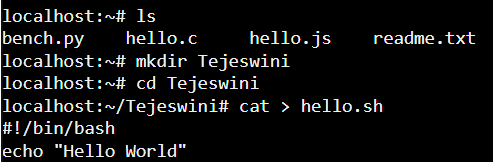 localhost:~# ls
bench.py    hello.c     hello.js    readme.txt
localhost:~# mkdir Tejeswini
localhost:~# cd Tejeswini
localhost:~/Tejeswini# cat > hello.sh
#!/bin/bash
echo "Hello World"